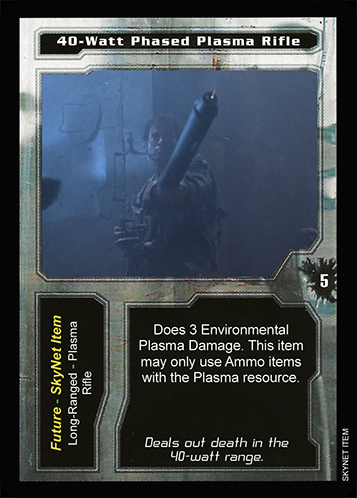 40-Watt Phased Plasma Rifle
5
Future - SkyNet Item
Long-Ranged - Plasma
Rifle
Does 3 Environmental
Plasma Damage. This item
may only use Ammo items
with the Plasma resource.
Deals out death in the
40-watt range.
SKYNET ITEM